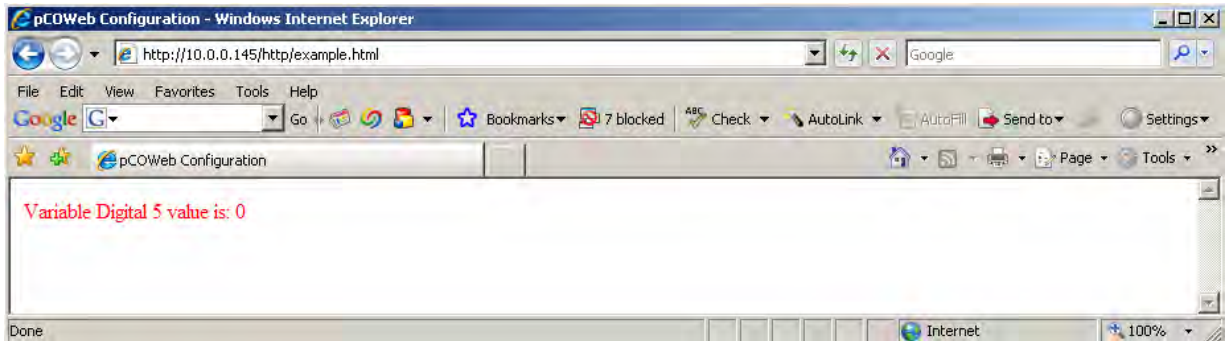 pCOWeb Configuration - Windows Internet Explorer
http://10.0.0.145/http/example.html
Google
File Edit View Favorites Tools Help
Google G Go Bookmarks 7 blocked ABC Check AutoLink AutoFill Send to Settings
pCOWeb Configuration Page Tools »
Variable Digital 5 value is: 0
Done Internet 100%